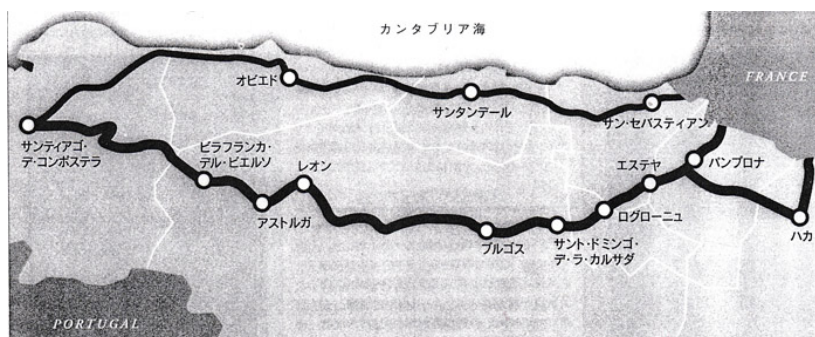 カンタブリア海
FRANCE
オビエド
サンタンデール
サン・セバスティアン
サンティアゴ・
デ・コンポステラ
ビラフランカ・
デル・ビエルソ
レオン
エステヤ
パンプロナ
アストルガ
ログローニュ
ブルゴス
サント・ドミンゴ・
デ・ラ・カルサダ
ハカ
PORTUGAL